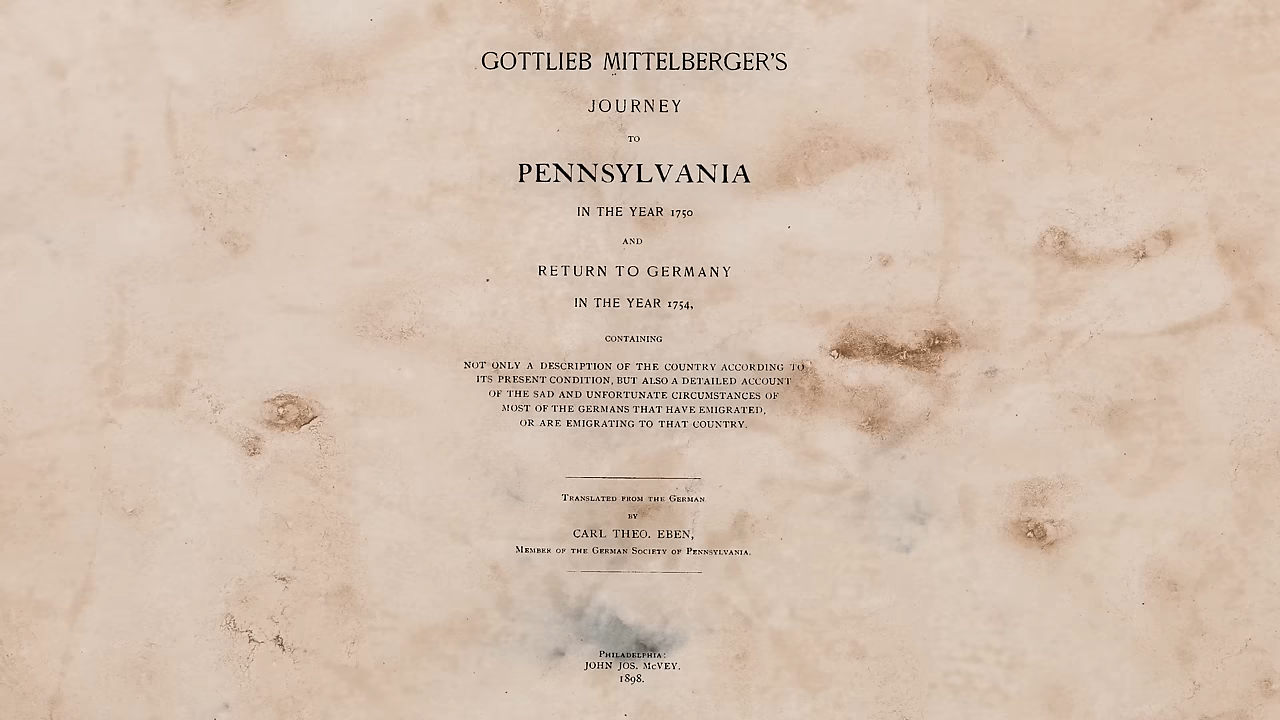 GOTTLIEB MITTELBERGER'S
JOURNEY
TO
PENNSYLVANIA
IN THE YEAR 1750
AND
RETURN TO GERMANY
IN THE YEAR 1754,
CONTAINING
NOT ONLY A DESCRIPTION OF THE COUNTRY ACCORDING TO
ITS PRESENT CONDITION, BUT ALSO A DETAILED ACCOUNT
OF THE SAD AND UNFORTUNATE CIRCUMSTANCES OF
MOST OF THE GERMANS THAT HAVE EMIGRATED,
OR ARE EMIGRATING TO THAT COUNTRY.
TRANSLATED FROM THE GERMAN
BY
CARL THEO. EBEN,
MEMBER OF THE GERMAN SOCIETY OF PENNSYLVANIA.
PHILADELPHIA:
JOHN JOS. McVEY.
1898.